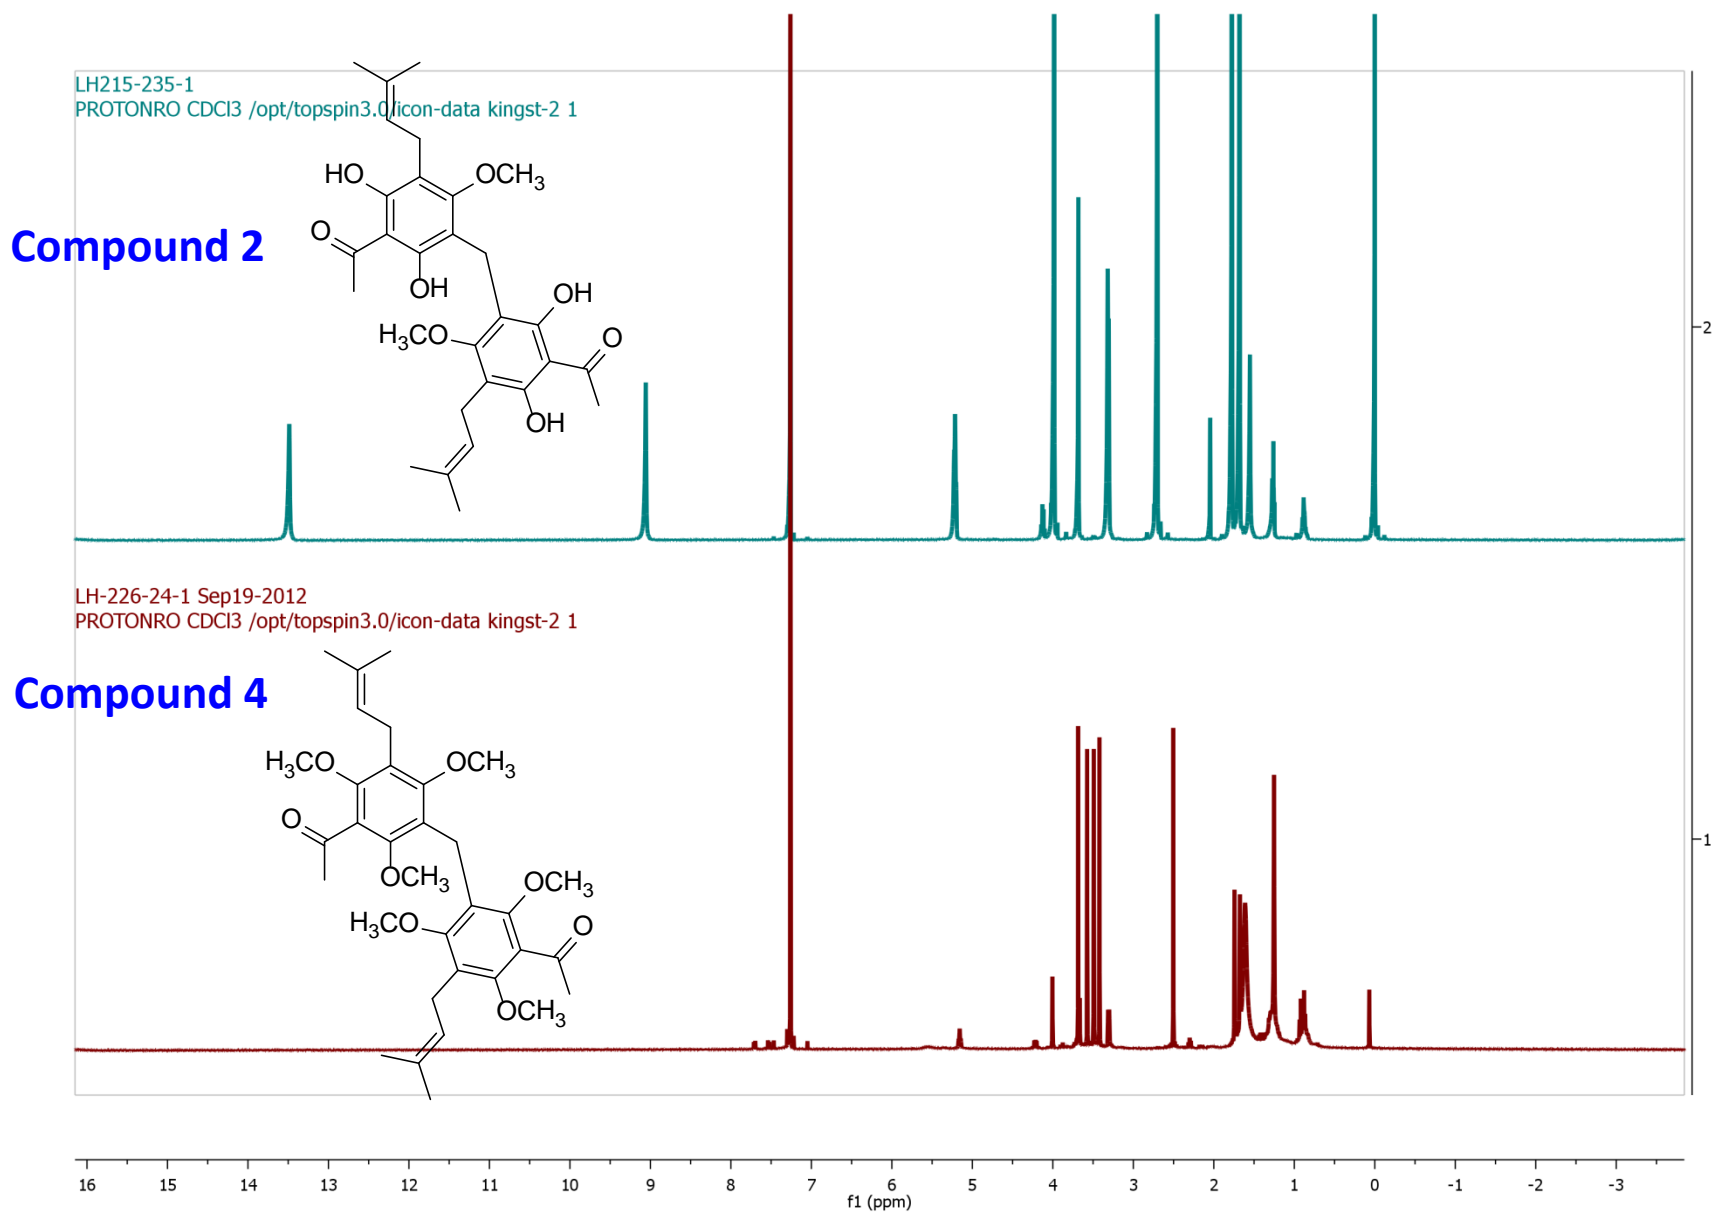 LH215-235-1
PROTONRO CDCl3 /opt/topspin3.0/icon-data kingst-2 1
HO
OCH3
Compound 2
O
OH
OH
H3CO
O
OH
2
LH-226-24-1 Sep19-2012
PROTONRO CDCl3 /opt/topspin3.0/icon-data kingst-2 1
Compound 4
H3CO
OCH3
O
OCH3
OCH3
H3CO
O
OCH3
1
16 15 14 13 12 11 10 9 8 7 6 5 4 3 2 1 0 -1 -2 -3
f1 (ppm)